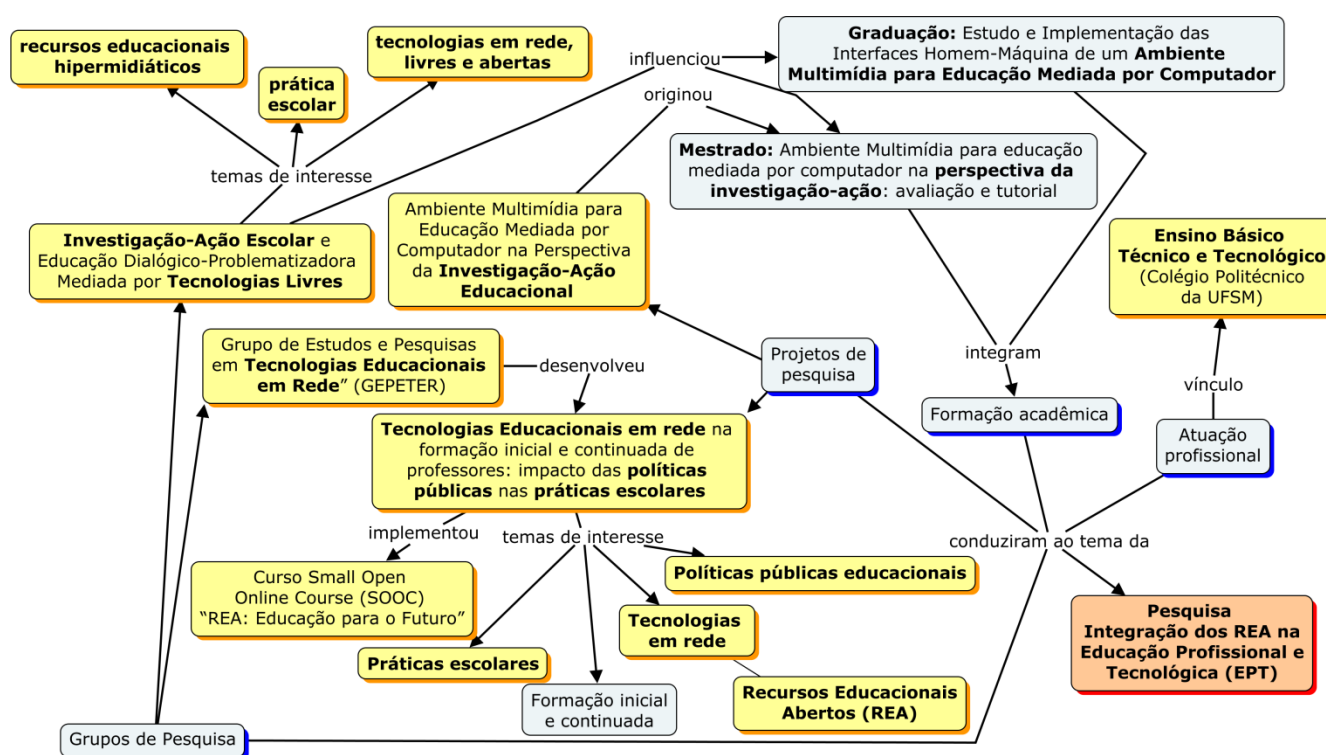 recursos educacionais
hipermidiáticos
tecnologias em rede,
livres e abertas
prática
escolar
temas de interesse
influenciou
originou
Graduação: Estudo e Implementação das
Interfaces Homem-Máquina de um Ambiente
Multimídia para Educação Mediada por Computador
Mestrado: Ambiente Multimídia para educação
mediada por computador na perspectiva da
investigação-ação: avaliação e tutorial
Investigação-Ação Escolar e
Educação Dialógico-Problematizadora
Mediada por Tecnologias Livres
Ambiente Multimídia para
Educação Mediada por
Computador na Perspectiva
da Investigação-Ação
Educacional
Ensino Básico
Técnico e Tecnológico
(Colégio Politécnico
da UFSM)
Grupo de Estudos e Pesquisas
em Tecnologias Educacionais
em Rede” (GEPETER)
desenvolveu
Projetos de
pesquisa
integram
vínculo
Formação acadêmica
Atuação
profissional
Tecnologias Educacionais em rede na
formação inicial e continuada de
professores: impacto das políticas
públicas nas práticas escolares
implementou
temas de interesse
conduziram ao tema da
Curso Small Open
Online Course (SOOC)
“REA: Educação para o Futuro”
Políticas públicas educacionais
Tecnologias
em rede
Práticas escolares
Formação inicial
e continuada
Recursos Educacionais
Abertos (REA)
Pesquisa
Integração dos REA na
Educação Profissional e
Tecnológica (EPT)
Grupos de Pesquisa